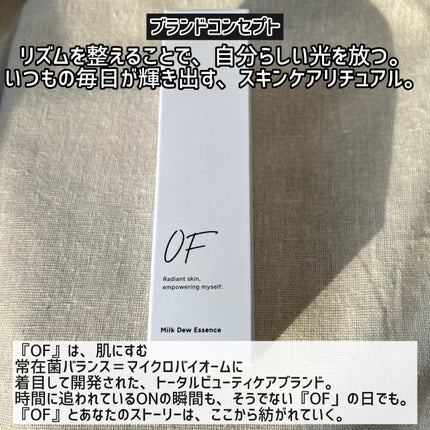 ブランドコンセプト
リズムを整えることで、自分らしい光を放つ。
いつもの毎日が輝き出す、スキンケアリチュアル。
OF
Radiant skin,
empowering myself.
Milk Dew Essence
『OF』は、肌にすむ
常在菌バランス＝マイクロバイオームに
着目して開発された、トータルビューティケアブランド。
時間に追われているONの瞬間も、そうでない『OF」の日でも。
『OF』とあなたのストーリーは、ここから紡がれていく。